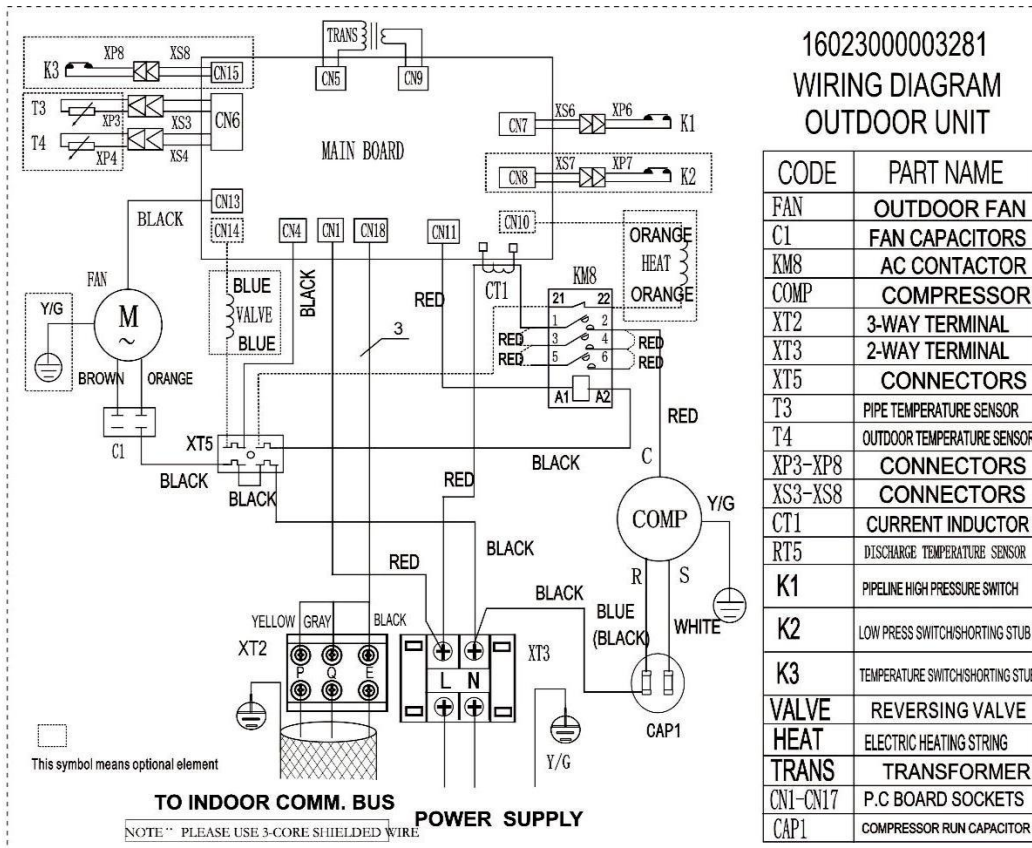 16023000003281
WIRING DIAGRAM
OUTDOOR UNIT
CODE PART NAME
FAN OUTDOOR FAN
C1 FAN CAPACITORS
KM8 AC CONTACTOR
COMP COMPRESSOR
XT2 3-WAY TERMINAL
XT3 2-WAY TERMINAL
XT5 CONNECTORS
T3 PIPE TEMPERATURE SENSOR
T4 OUTDOOR TEMPERATURE SENSOR
XP3-XP8 CONNECTORS
XS3-XS8 CONNECTORS
CT1 CURRENT INDUCTOR
RT5 DISCHARGE TEMPERATURE SENSOR
K1 PIPELINE HIGH PRESSURE SWITCH
K2 LOW PRESS SWITCH/SHORTING STUB
K3 TEMPERATURE SWITCH/SHORTING STUB
VALVE REVERSING VALVE
HEAT ELECTRIC HEATING STRING
TRANS TRANSFORMER
CN1-CN17 P.C BOARD SOCKETS
CAP1 COMPRESSOR RUN CAPACITOR
TRANS
XP8 XS8
K3 CN15 CN5 CN9
T3 XP3 XS3 CN6
T4 XP4 XS4
MAIN BOARD
XS6 XP6
CN7 K1
XS7 XP7
CN8 K2
CN13
BLACK
CN14 CN4 CN1 CN18 CN11 CN10
ORANGE
HEAT
ORANGE
FAN
Y/G
M
~
BROWN ORANGE
C1
BLUE
VALVE
BLUE
BLACK
3
RED
CT1
KM8
21 22
1 2
RED 3 4 RED
RED 5 6 RED
A1 A2
RED
XT5
BLACK
BLACK
BLACK
RED
BLACK
RED
C
COMP
Y/G
R S
BLACK
BLUE
(BLACK)
WHITE
CAP1
YELLOW GRAY BLACK
XT2
P Q E
XT3
L N
Y/G
This symbol means optional element
TO INDOOR COMM. BUS
POWER SUPPLY
NOTE¨ PLEASE USE 3-CORE SHIELDED WIRE